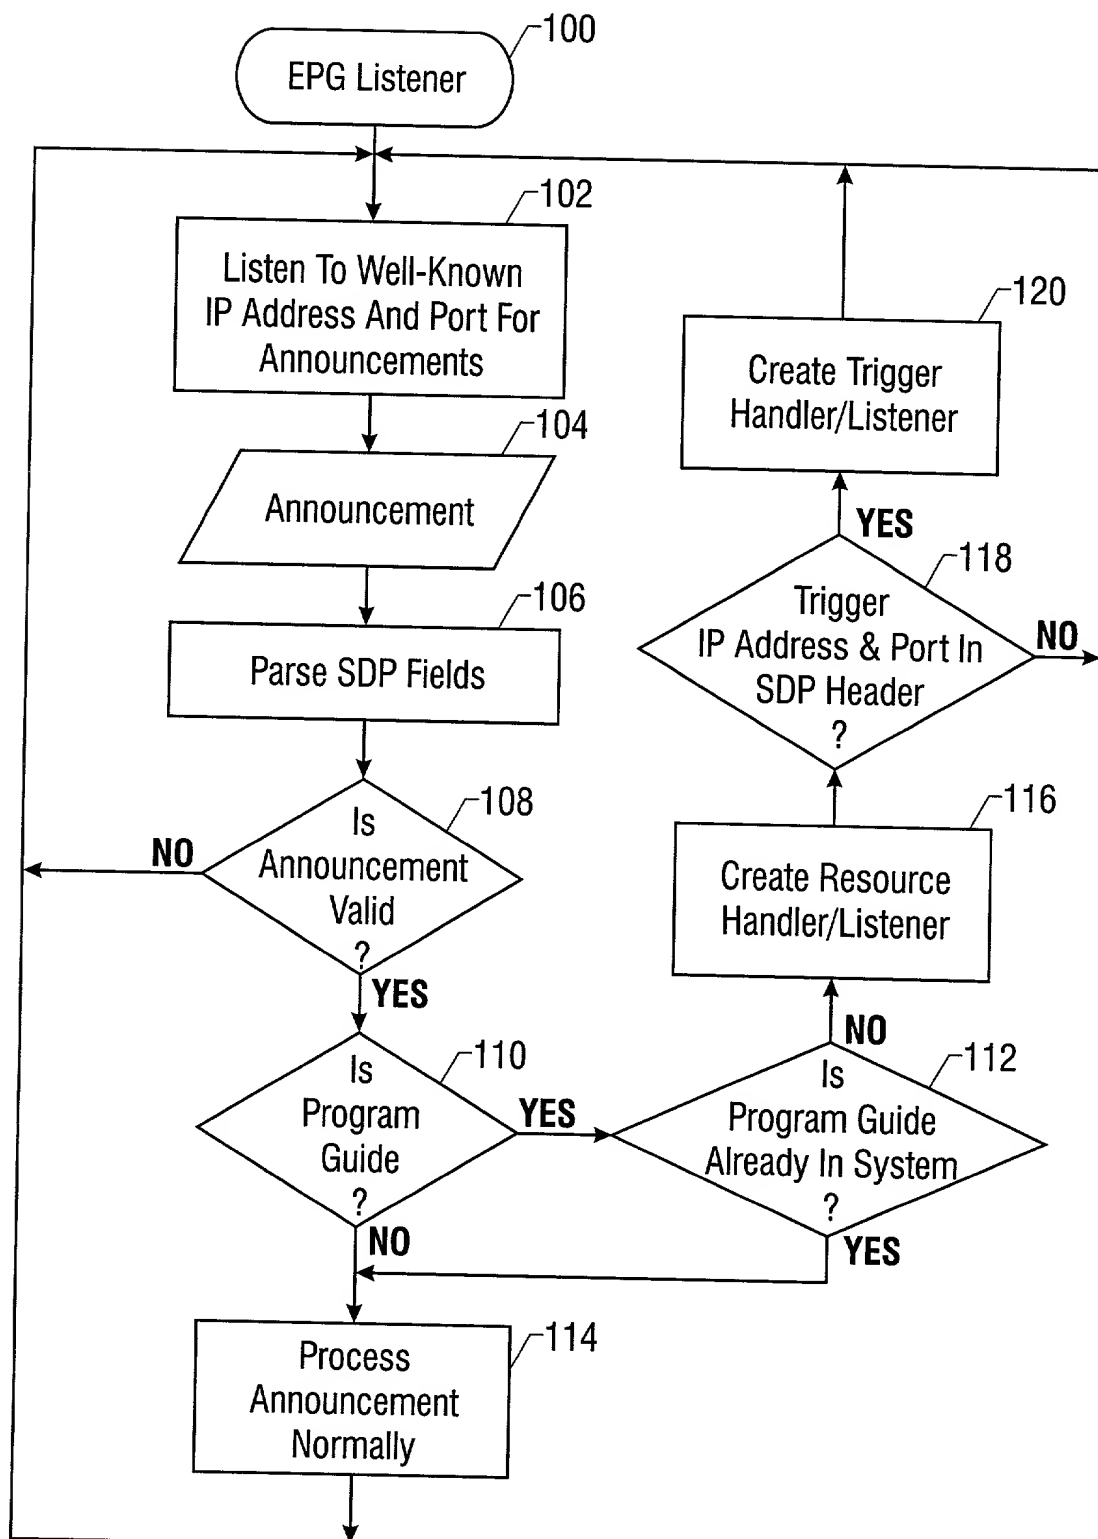 100
EPG Listener
102
Listen To Well-Known
IP Address And Port For
Announcements
104
Announcement
106
Parse SDP Fields
108
Is
Announcement
Valid
?
NO
YES
110
Is
Program
Guide
?
YES
NO
112
Is
Program Guide
Already In System
?
NO
YES
114
Process
Announcement
Normally
116
Create Resource
Handler/Listener
118
Trigger
IP Address & Port In
SDP Header
?
YES
NO
120
Create Trigger
Handler/Listener